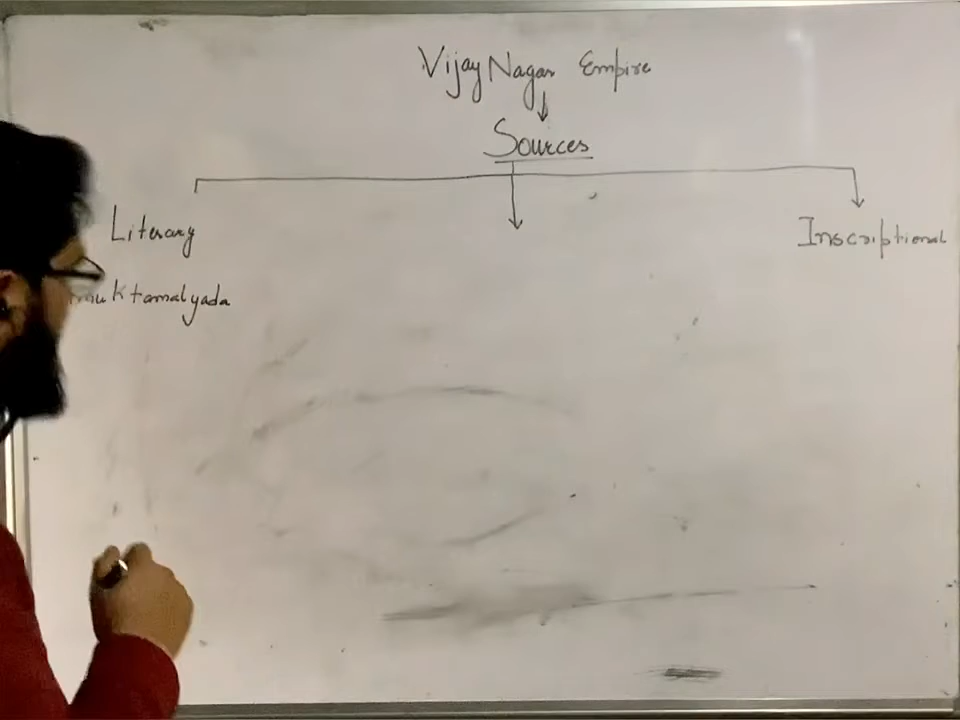 Vijay Nagar Empire
Sources
Literary
Inscriptional
muktamalyada